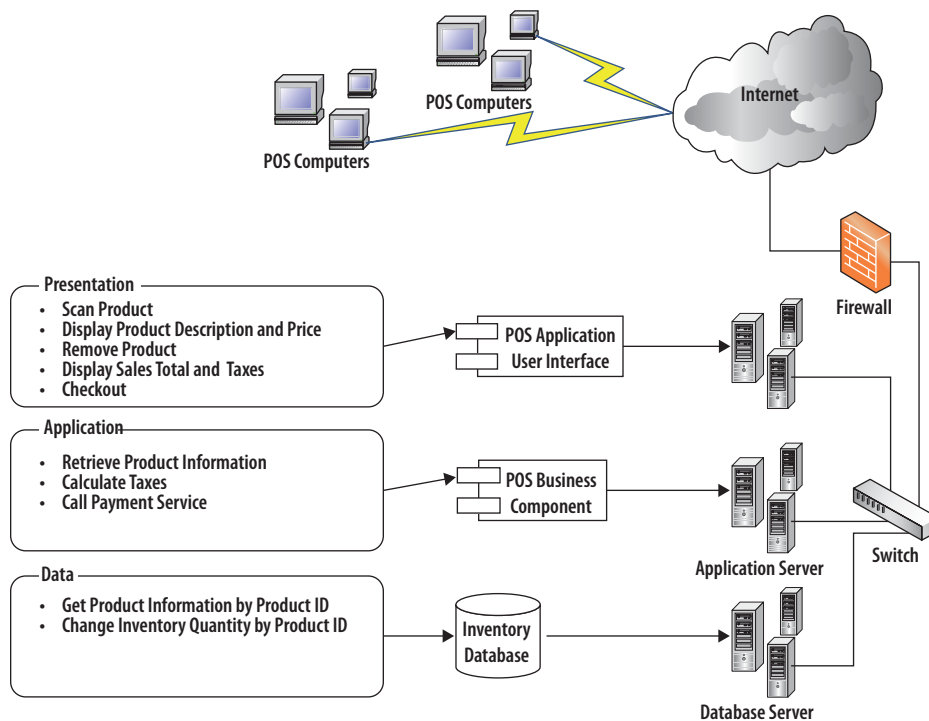 POS Computers
POS Computers
Internet
Firewall
Presentation
• Scan Product
• Display Product Description and Price
• Remove Product
• Display Sales Total and Taxes
• Checkout
POS Application
User Interface
Application
• Retrieve Product Information
• Calculate Taxes
• Call Payment Service
POS Business
Component
Application Server
Switch
Data
• Get Product Information by Product ID
• Change Inventory Quantity by Product ID
Inventory
Database
Database Server